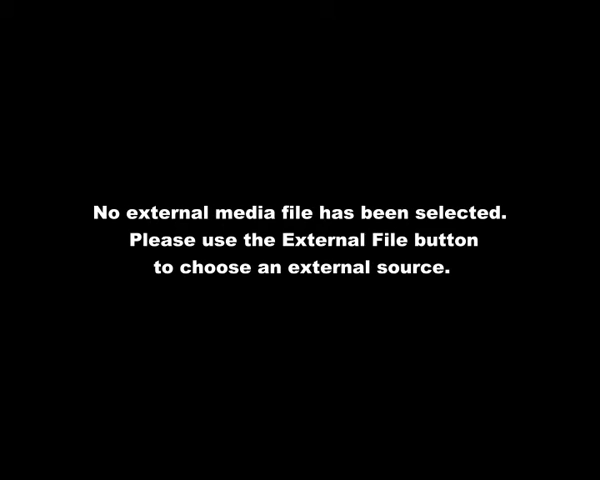 No external media file has been selected.
Please use the External File button
to choose an external source.